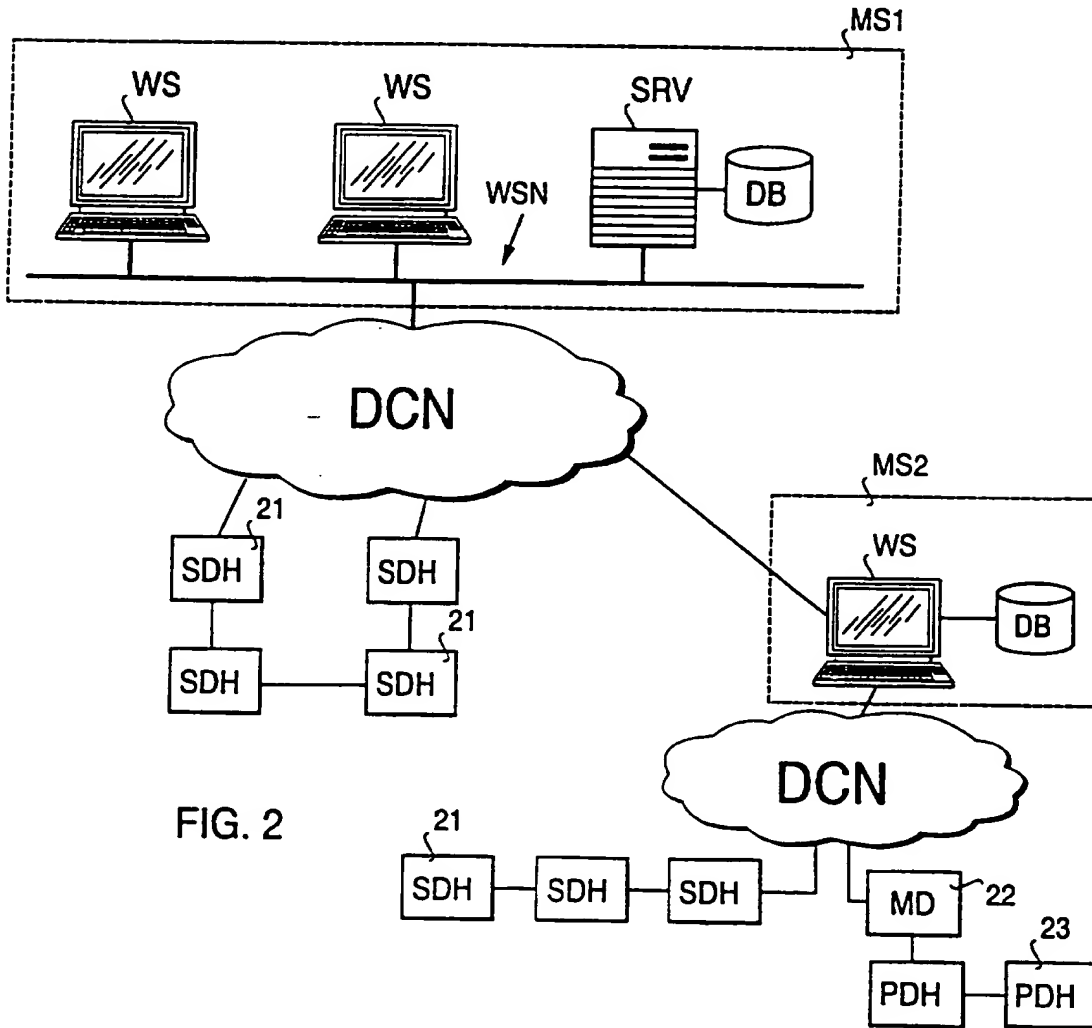 MS1
WS
WS
SRV
WSN
DB
DCN
MS2
21
SDH
SDH
WS
21
SDH
SDH
DB
DCN
FIG. 2
21
SDH
SDH
SDH
MD
22
23
PDH
PDH